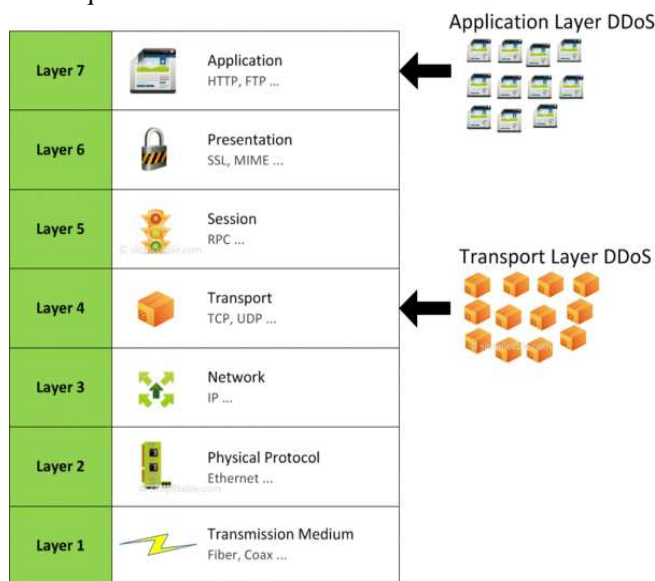 Application Layer DDoS
Layer 7
Application
HTTP, FTP ...
Layer 6
Presentation
SSL, MIME ...
Layer 5
Session
RPC ...
Transport Layer DDoS
Layer 4
Transport
TCP, UDP ...
Layer 3
Network
IP ...
Layer 2
Physical Protocol
Ethernet ...
Layer 1
Transmission Medium
Fiber, Coax ...